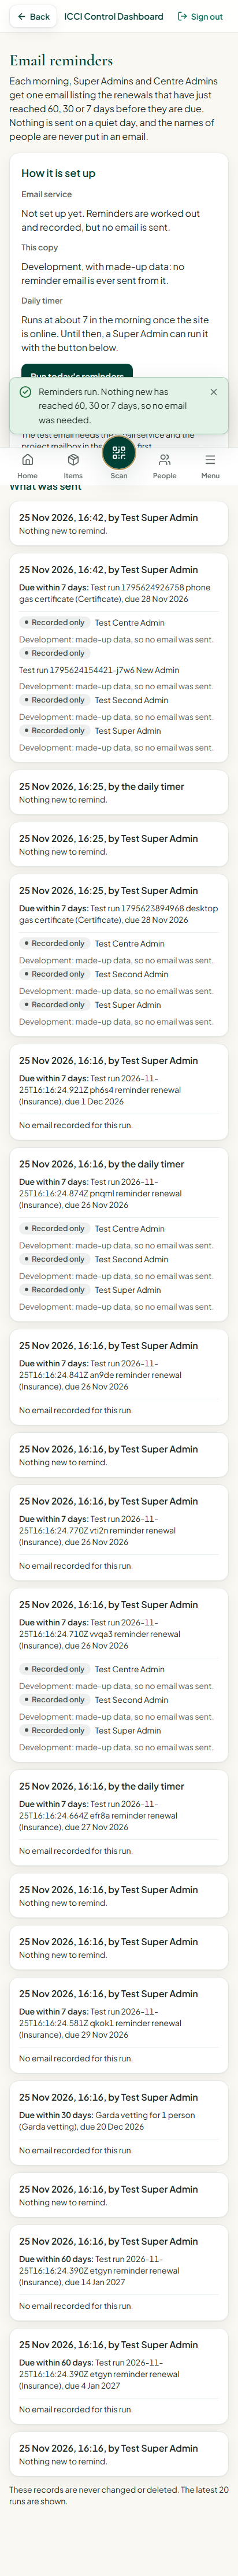 Back
ICCI Control Dashboard
Sign out
Email reminders
Each morning, Super Admins and Centre Admins
get one email listing the renewals that have just
reached 60, 30 or 7 days before they are due.
Nothing is sent on a quiet day, and the names of
people are never put in an email.
How it is set up
Email service
Not set up yet. Reminders are worked out
and recorded, but no email is sent.
This copy
Development, with made-up data: no
reminder email is ever sent from it.
Daily timer
Runs at about 7 in the morning once the site
is online. Until then, a Super Admin can run it
with the button below.
Run today's reminders
Reminders run. Nothing new has
reached 60, 30 or 7 days, so no email
was needed.
The test email needs the email service and the
project mailbox
first
Home
Items
Scan
People
Menu
What was sent
25 Nov 2026, 16:42, by Test Super Admin
Nothing new to remind.
25 Nov 2026, 16:42, by Test Super Admin
Due within 7 days: Test run 1795624926758 phone
gas certificate (Certificate), due 28 Nov 2026
Recorded only Test Centre Admin
Development: made-up data, so no email was sent.
Recorded only
Test run 1795624154421-j7w6 New Admin
Development: made-up data, so no email was sent.
Recorded only Test Second Admin
Development: made-up data, so no email was sent.
Recorded only Test Super Admin
Development: made-up data, so no email was sent.
25 Nov 2026, 16:25, by the daily timer
Nothing new to remind.
25 Nov 2026, 16:25, by Test Super Admin
Nothing new to remind.
25 Nov 2026, 16:25, by Test Super Admin
Due within 7 days: Test run 1795623894968 desktop
gas certificate (Certificate), due 28 Nov 2026
Recorded only Test Centre Admin
Development: made-up data, so no email was sent.
Recorded only Test Second Admin
Development: made-up data, so no email was sent.
Recorded only Test Super Admin
Development: made-up data, so no email was sent.
25 Nov 2026, 16:16, by Test Super Admin
Due within 7 days: Test run 2026-11-
25T16:16:24.921Z ph6s4 reminder renewal
(Insurance), due 1 Dec 2026
No email recorded for this run.
25 Nov 2026, 16:16, by the daily timer
Due within 7 days: Test run 2026-11-
25T16:16:24.874Z pnqml reminder renewal
(Insurance), due 26 Nov 2026
Recorded only Test Centre Admin
Development: made-up data, so no email was sent.
Recorded only Test Second Admin
Development: made-up data, so no email was sent.
Recorded only Test Super Admin
Development: made-up data, so no email was sent.
25 Nov 2026, 16:16, by Test Super Admin
Due within 7 days: Test run 2026-11-
25T16:16:24.841Z an9de reminder renewal
(Insurance), due 26 Nov 2026
No email recorded for this run.
25 Nov 2026, 16:16, by Test Super Admin
Nothing new to remind.
25 Nov 2026, 16:16, by Test Super Admin
Due within 7 days: Test run 2026-11-
25T16:16:24.770Z vti2n reminder renewal
(Insurance), due 26 Nov 2026
No email recorded for this run.
25 Nov 2026, 16:16, by Test Super Admin
Due within 7 days: Test run 2026-11-
25T16:16:24.710Z vvqa3 reminder renewal
(Insurance), due 26 Nov 2026
Recorded only Test Centre Admin
Development: made-up data, so no email was sent.
Recorded only Test Second Admin
Development: made-up data, so no email was sent.
Recorded only Test Super Admin
Development: made-up data, so no email was sent.
25 Nov 2026, 16:16, by the daily timer
Due within 7 days: Test run 2026-11-
25T16:16:24.664Z efr8a reminder renewal
(Insurance), due 27 Nov 2026
No email recorded for this run.
25 Nov 2026, 16:16, by Test Super Admin
Nothing new to remind.
25 Nov 2026, 16:16, by Test Super Admin
Nothing new to remind.
25 Nov 2026, 16:16, by Test Super Admin
Due within 7 days: Test run 2026-11-
25T16:16:24.581Z qkok1 reminder renewal
(Insurance), due 29 Nov 2026
No email recorded for this run.
25 Nov 2026, 16:16, by Test Super Admin
Due within 30 days: Garda vetting for 1 person
(Garda vetting), due 20 Dec 2026
No email recorded for this run.
25 Nov 2026, 16:16, by Test Super Admin
Nothing new to remind.
25 Nov 2026, 16:16, by Test Super Admin
Due within 60 days: Test run 2026-11-
25T16:16:24.390Z etgyn reminder renewal
(Insurance), due 14 Jan 2027
No email recorded for this run.
25 Nov 2026, 16:16, by Test Super Admin
Due within 60 days: Test run 2026-11-
25T16:16:24.390Z etgyn reminder renewal
(Insurance), due 4 Jan 2027
No email recorded for this run.
25 Nov 2026, 16:16, by Test Super Admin
Nothing new to remind.
These records are never changed or deleted. The latest 20
runs are shown.